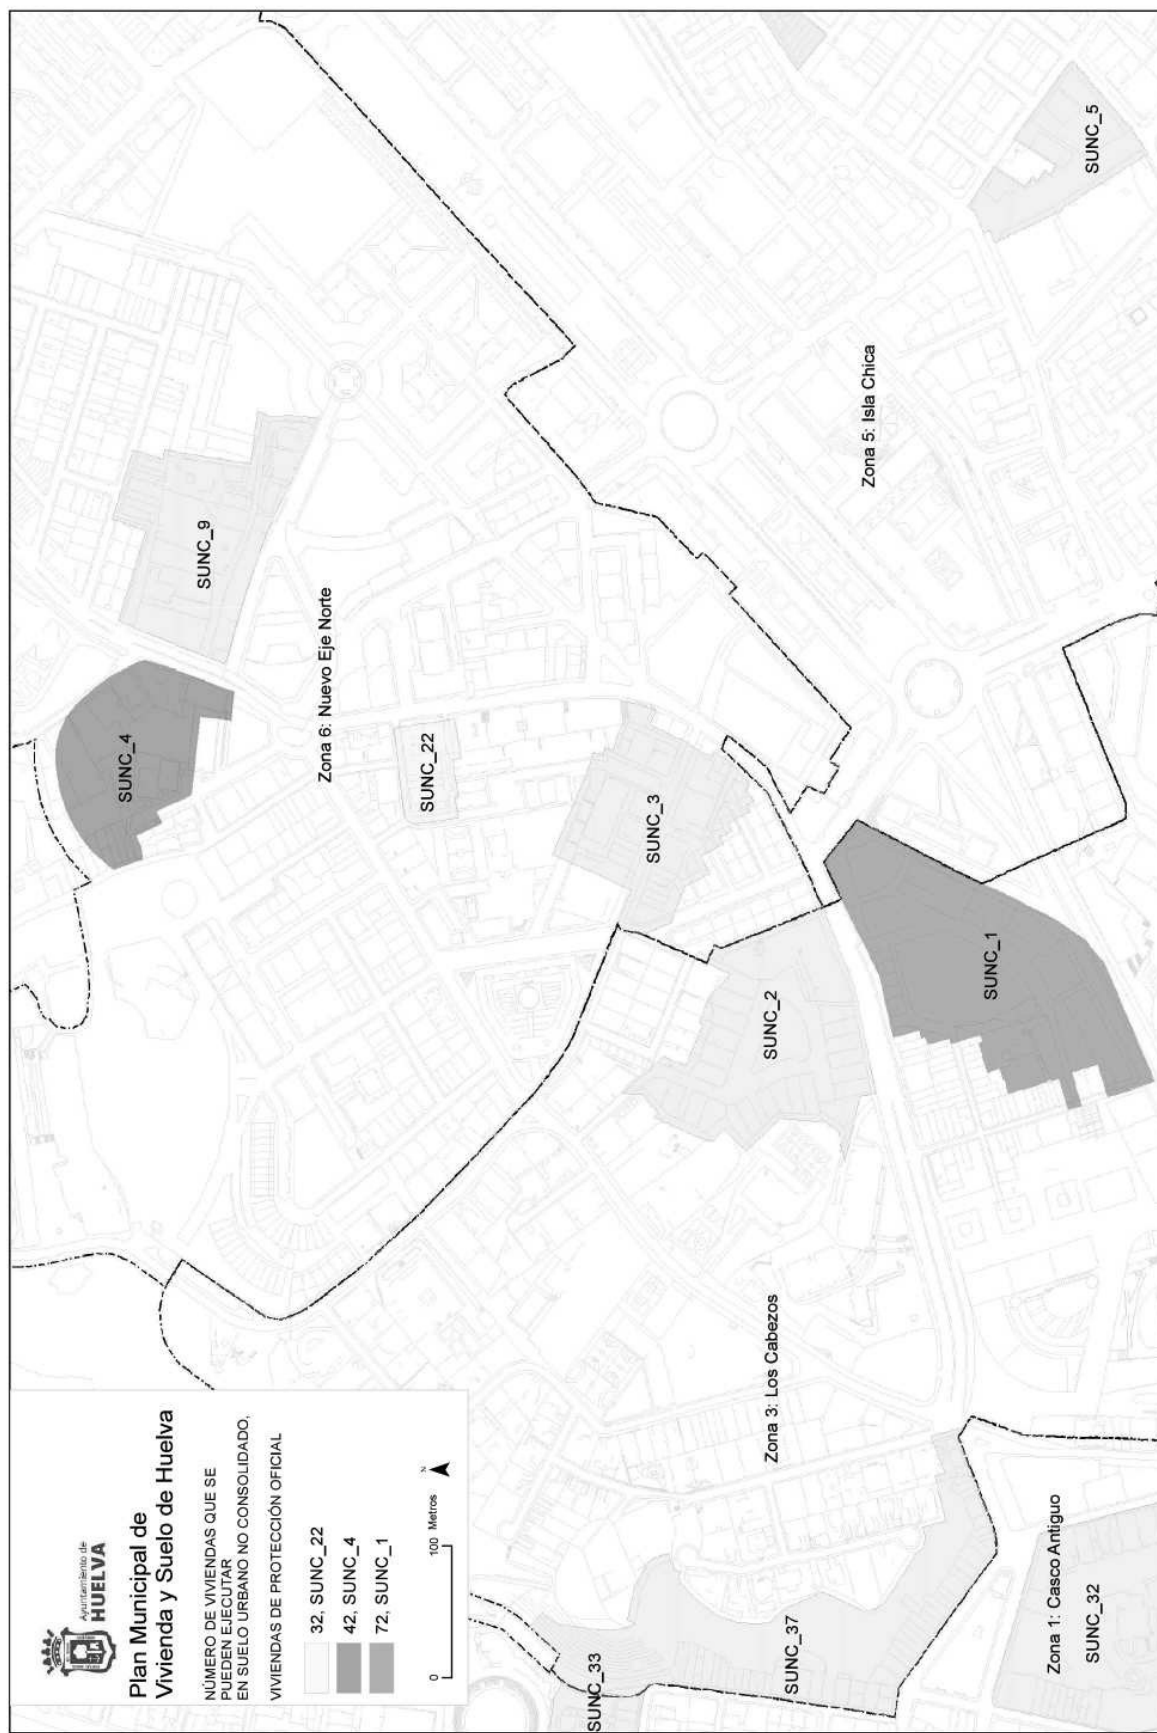 Ayuntamiento de
HUELVA
Plan Municipal de
Vivienda y Suelo de Huelva
NÚMERO DE VIVIENDAS QUE SE
PUEDEN EJECUTAR
EN SUELO URBANO NO CONSOLIDADO,
VIVIENDAS DE PROTECCIÓN OFICIAL
32, SUNC_22
42, SUNC_4
72, SUNC_1
0 100 Metros
N
SUNC_4
SUNC_9
Zona 6: Nuevo Eje Norte
SUNC_22
SUNC_3
SUNC_2
SUNC_1
Zona 5: Isla Chica
SUNC_5
Zona 3: Los Cabezos
SUNC_33
SUNC_37
Zona 1: Casco Antiguo
SUNC_32